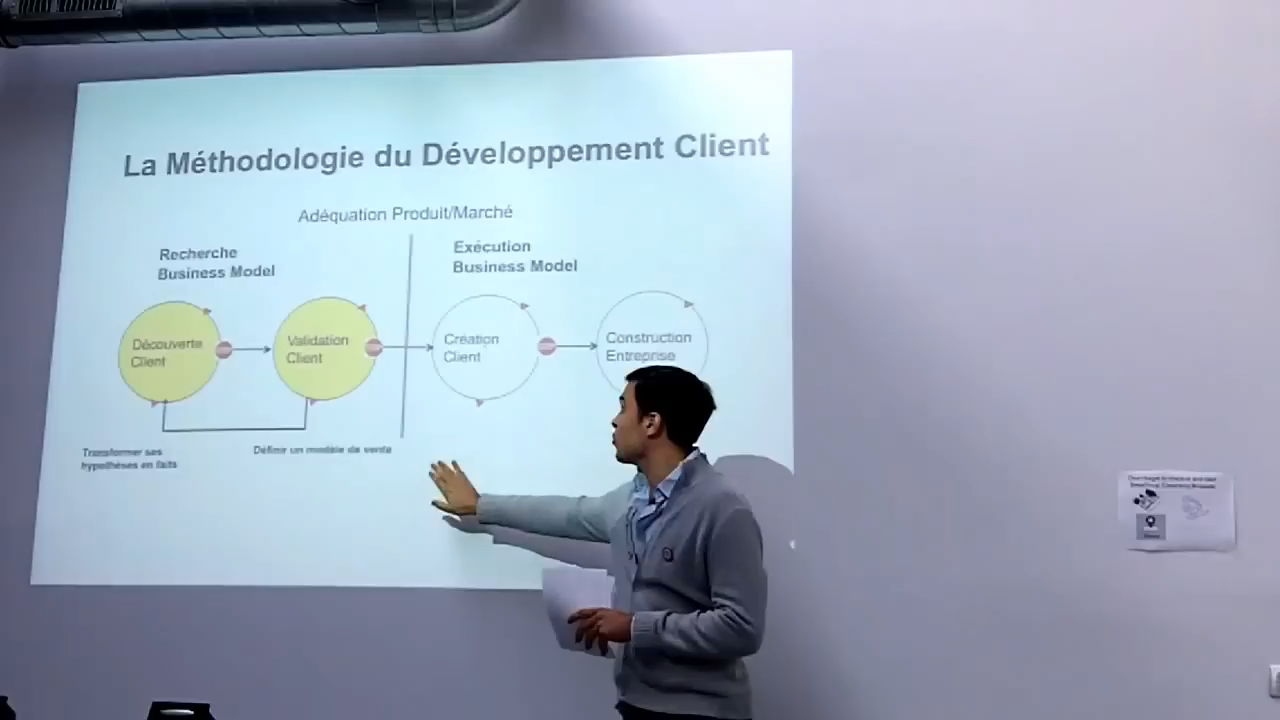 La Méthodologie du Développement Client
Adéquation Produit/Marché
Recherche
Business Model
Exécution
Business Model
Découverte
Client
Validation
Client
Création
Client
Construction
Entreprise
Transformer ses
hypothèses en faits
Définir un modèle de vente